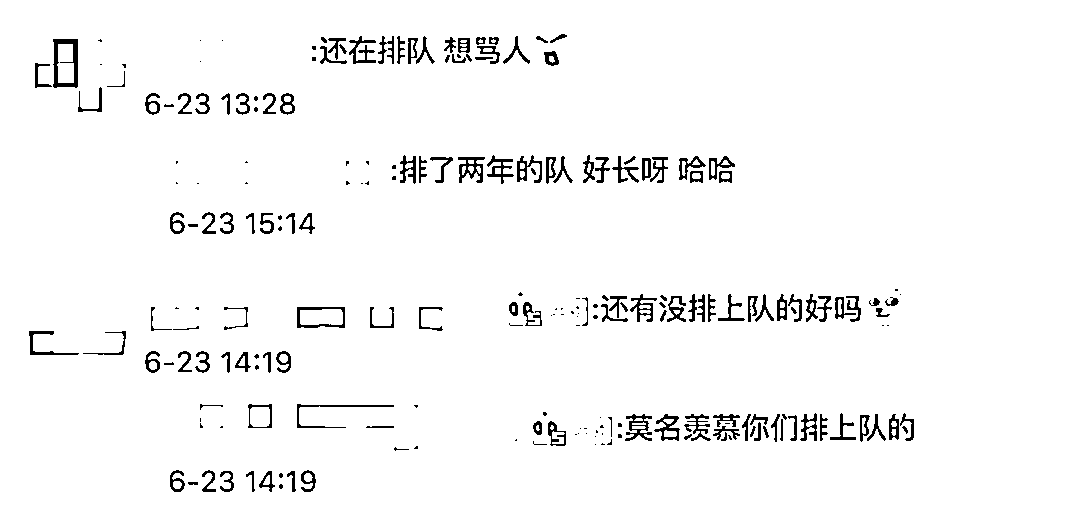 :还在排队 想骂人
6-23 13:28
:排了两年的队 好长呀 哈哈
6-23 15:14
:还有没排上队的好吗
6-23 14:19
:莫名羡慕你们排上队的
6-23 14:19